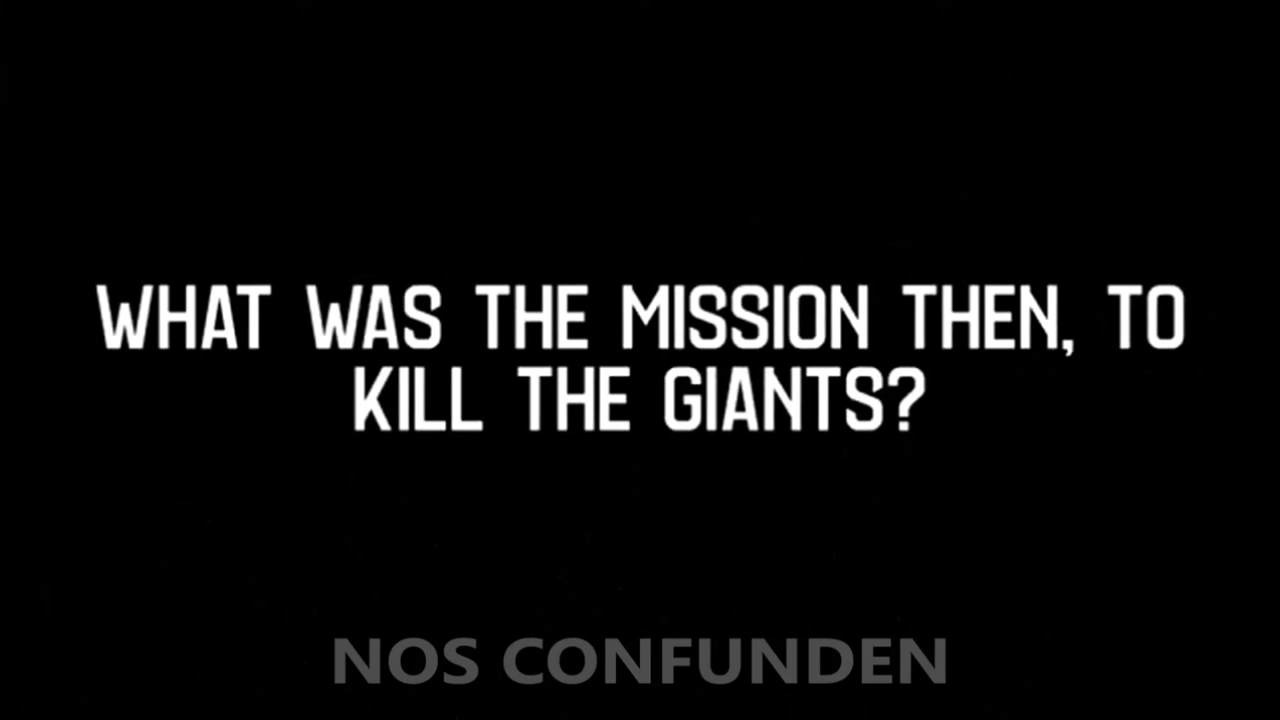 WHAT WAS THE MISSION THEN, TO
KILL THE GIANTS?
NOS CONFUNDEN